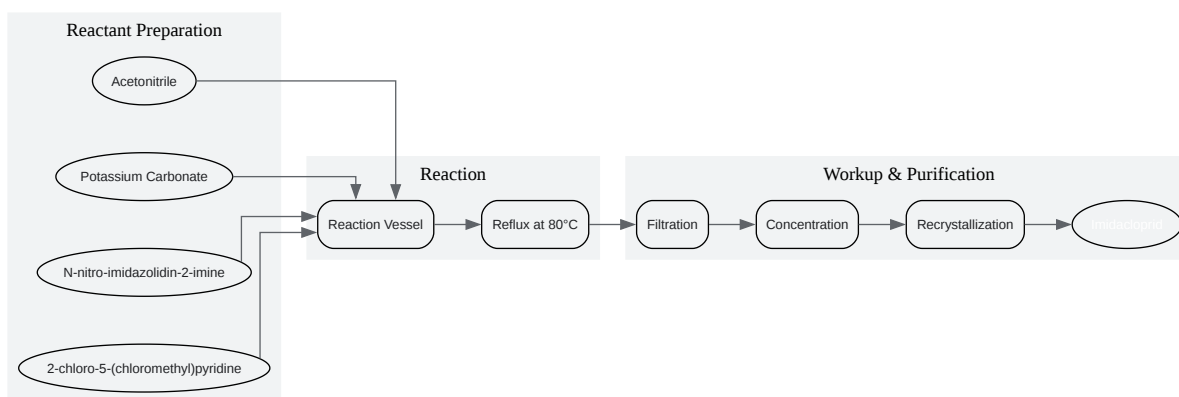 Reactant Preparation
Acetonitrile
Potassium Carbonate
N-nitro-imidazolidin-2-imine
2-chloro-5-(chloromethyl)pyridine
Reaction
Reaction Vessel
Reflux at 80°C
Workup & Purification
Filtration
Concentration
Recrystallization
Imidacloprid